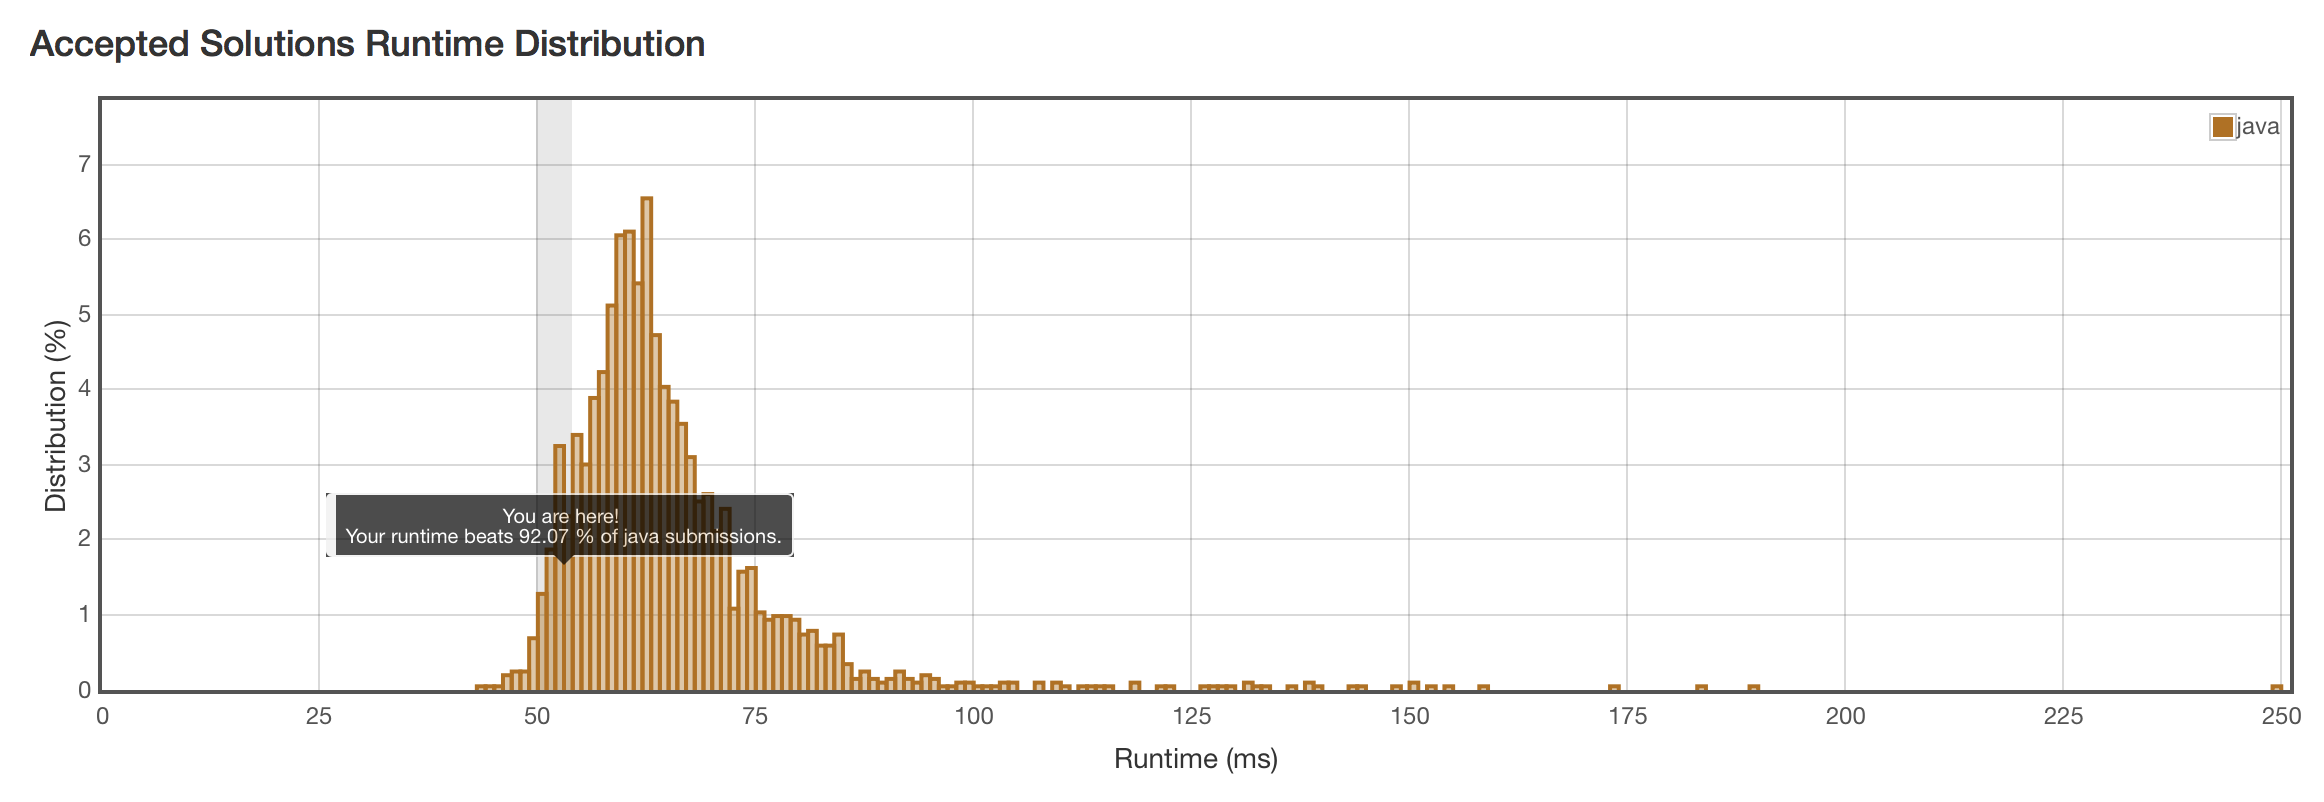 Accepted Solutions Runtime Distribution
java
7
6
5
4
3
2
1
0
Distribution (%)
You are here!
Your runtime beats 92.07 % of java submissions.
0 25 50 75 100 125 150 175 200 225 250
Runtime (ms)